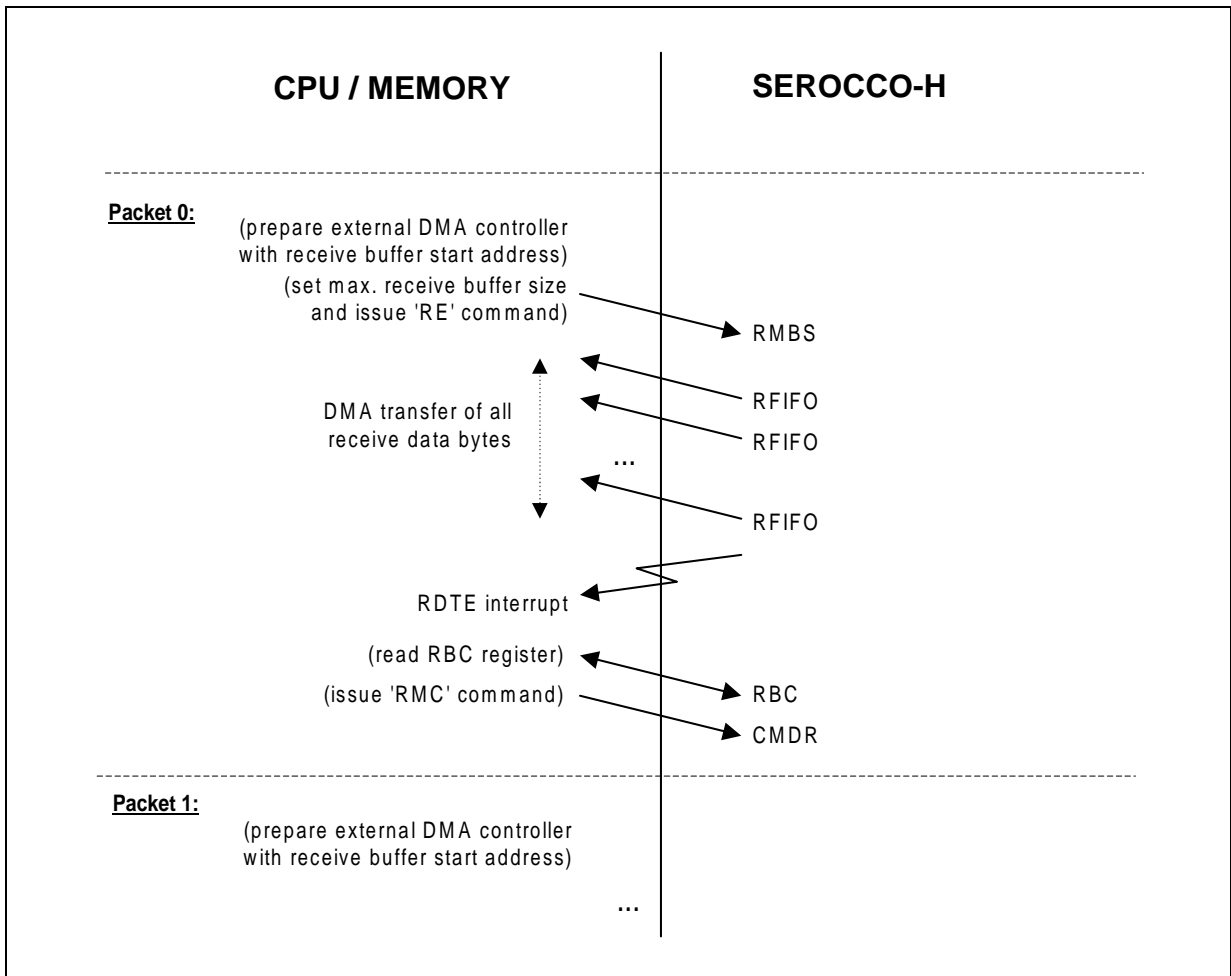 CPU / MEMORY
SEROCCO-H
Packet 0:
(prepare external DMA controller
with receive buffer start address)
(set max. receive buffer size
and issue 'RE' command)
RMBS
RFIFO
DMA transfer of all
receive data bytes
RFIFO
...
RFIFO
RDTE interrupt
(read RBC register)
RBC
(issue 'RMC' command)
CMDR
Packet 1:
(prepare external DMA controller
with receive buffer start address)
...